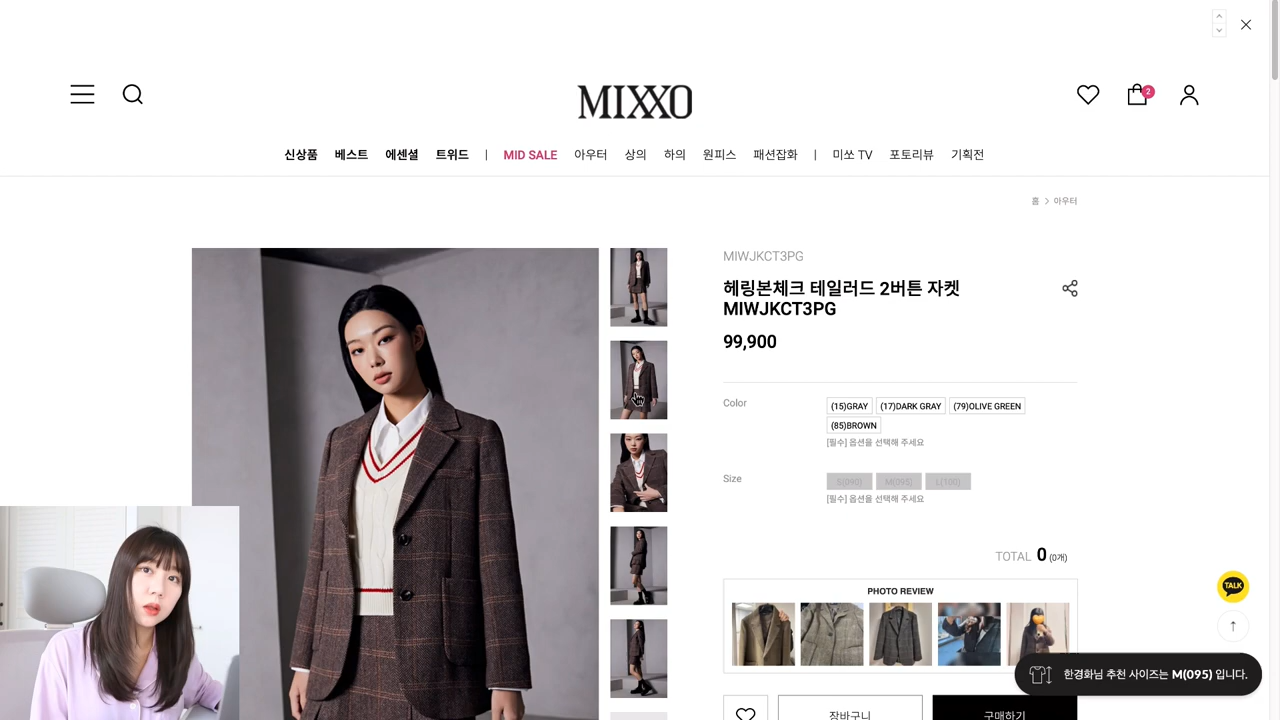 MIXXO
2
신상품 베스트 에센셜 트위드 | MID SALE 아우터 상의 하의 원피스 패션잡화 | 미쏘 TV 포토리뷰 기획전
홈 > 아우터
MIWJKCT3PG
헤링본체크 테일러드 2버튼 자켓
MIWJKCT3PG
99,900
Color
(15)GRAY (17)DARK GRAY (79)OLIVE GREEN
(85)BROWN
[필수] 옵션을 선택해 주세요
Size
S(090) M(095) L(100)
[필수] 옵션을 선택해 주세요
TOTAL 0 (0개)
PHOTO REVIEW
TALK
↑
한경화님 추천 사이즈는 M(095) 입니다.
장바구니
구매하기